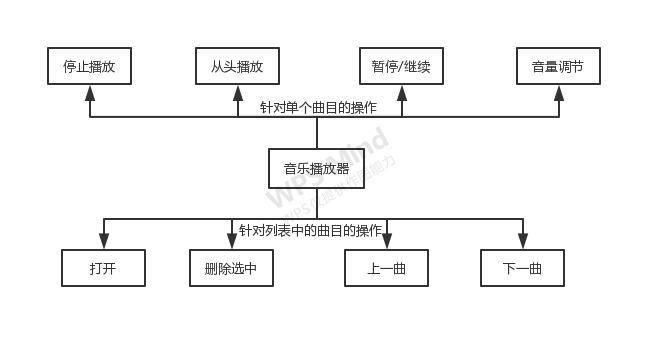 停止播放
从头播放
暂停/继续
音量调节
针对单个曲目的操作
音乐播放器
WPS Mind
针对列表中的曲目的操作
打开
删除选中
上一曲
下一曲